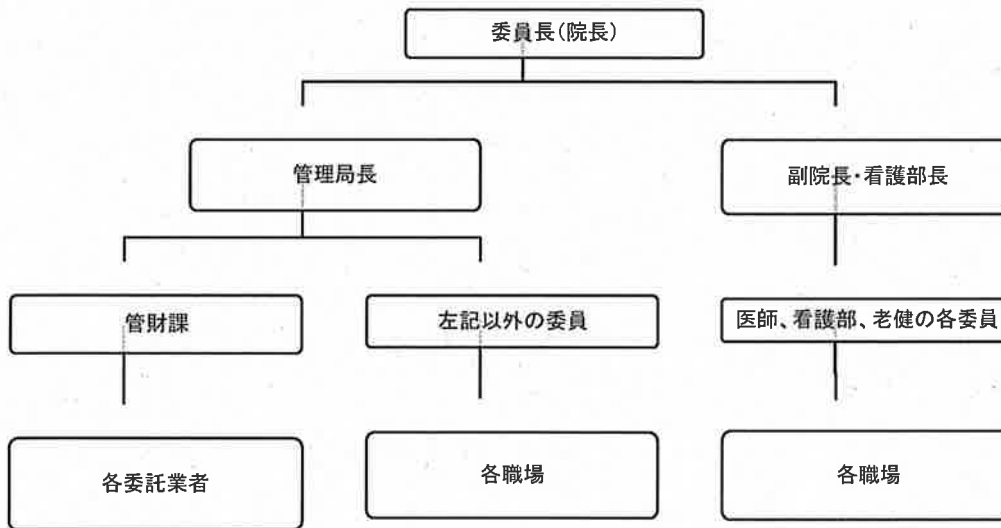 委員長(院長)
管理局長
副院長・看護部長
管財課
左記以外の委員
医師、看護部、老健の各委員
各委託業者
各職場
各職場